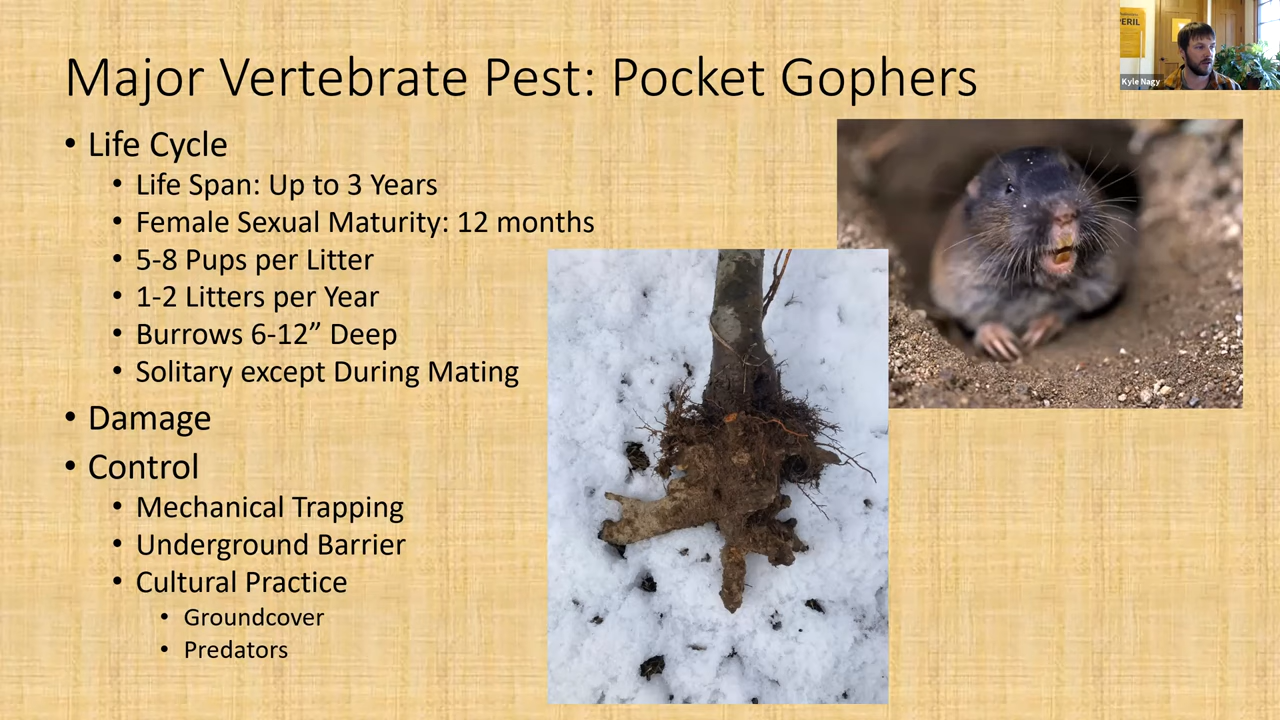 Major Vertebrate Pest: Pocket Gophers
PERIL
Kyle Nagy
• Life Cycle
• Life Span: Up to 3 Years
• Female Sexual Maturity: 12 months
• 5-8 Pups per Litter
• 1-2 Litters per Year
• Burrows 6-12” Deep
• Solitary except During Mating
• Damage
• Control
• Mechanical Trapping
• Underground Barrier
• Cultural Practice
• Groundcover
• Predators